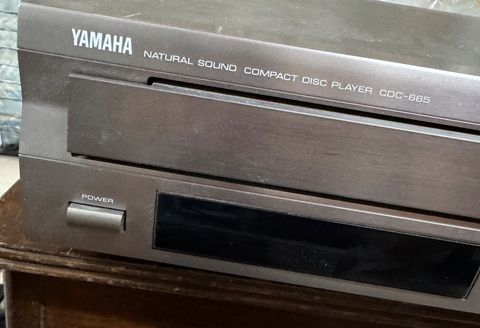 YAMAHA NATURAL SOUND COMPACT DISC PLAYER CDC-665
POWER